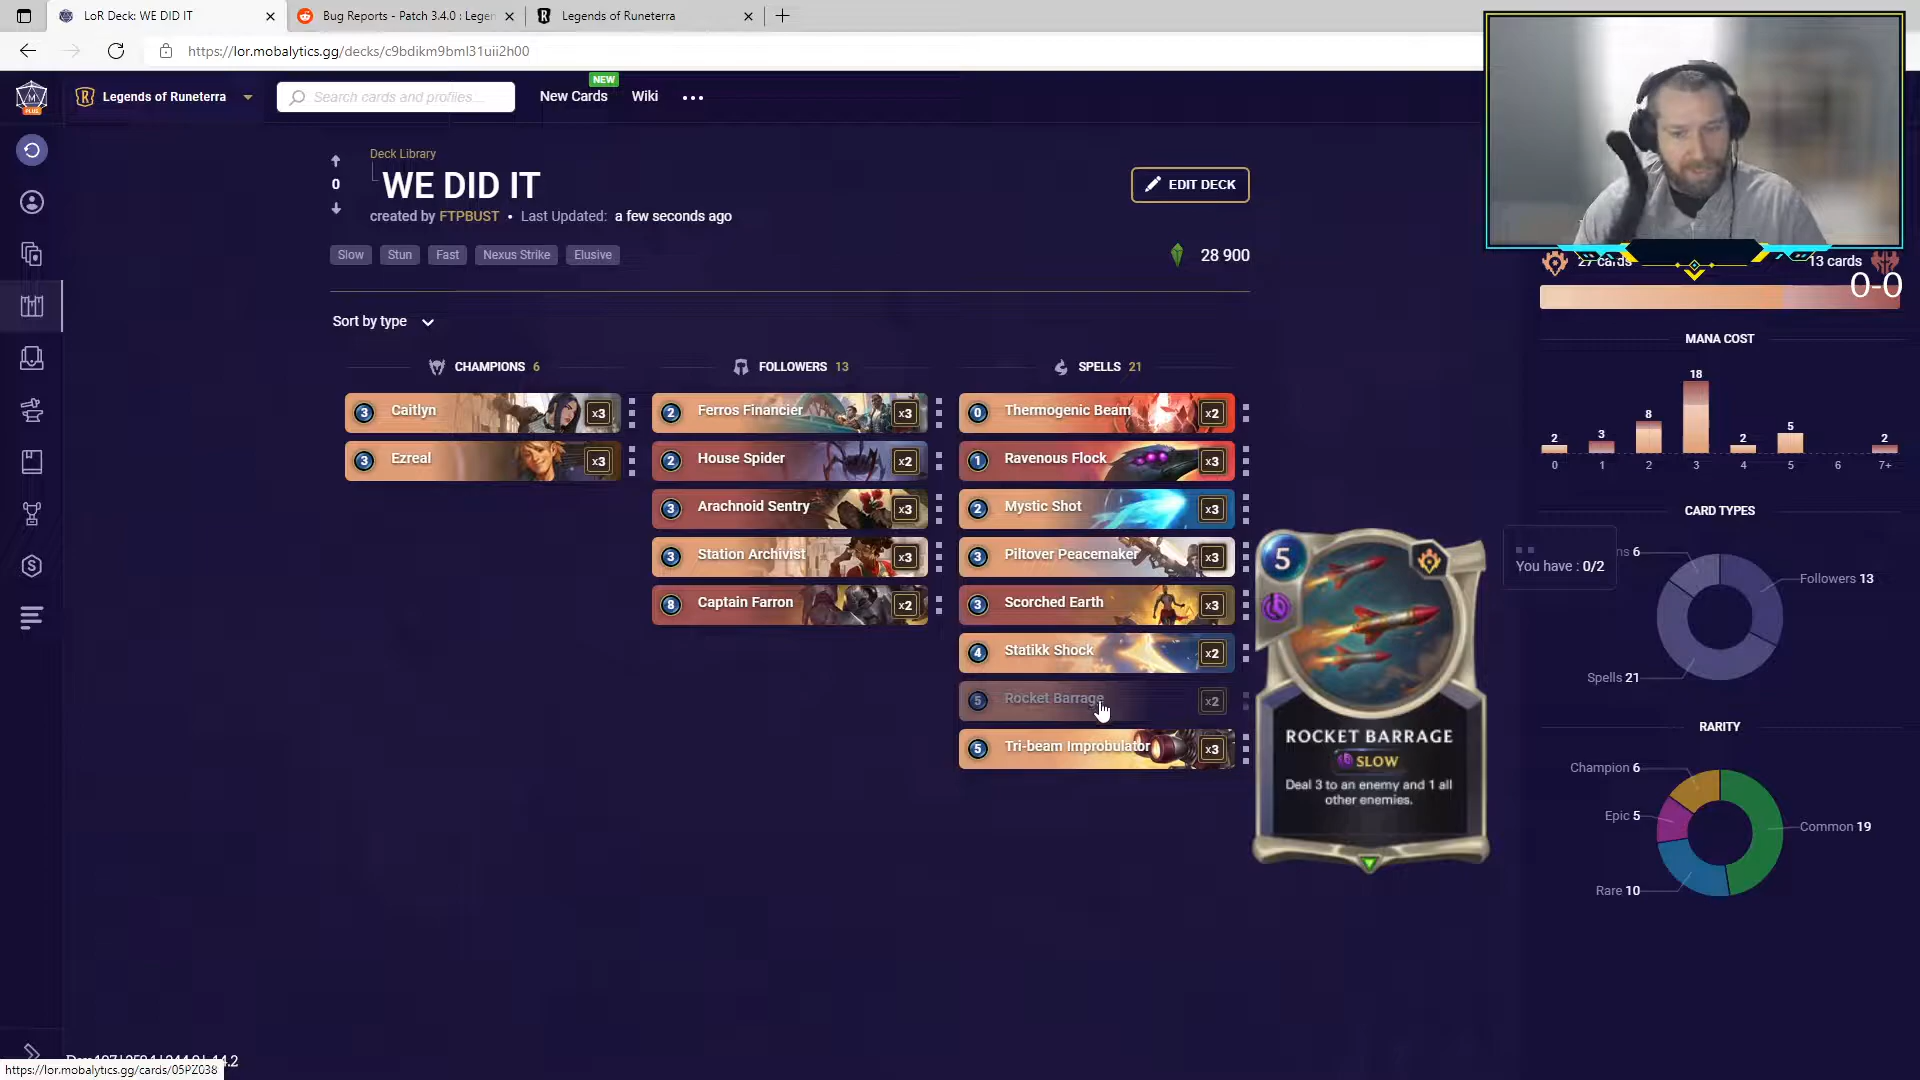 LoR Deck: WE DID IT
Bug Reports - Patch 3.4.0 : Legen
Legends of Runeterra
https://lor.mobalytics.gg/decks/c9bdikm9bml31uii2h00
PLUS
Legends of Runeterra
Search cards and profiles...
NEW
New Cards
Wiki
Deck Library
0
WE DID IT
created by FTPBUST • Last Updated: a few seconds ago
EDIT DECK
Slow
Stun
Fast
Nexus Strike
Elusive
28 900
27 cards
13 cards
0-0
Sort by type
CHAMPIONS 6
3 Caitlyn x3
3 Ezreal x3
FOLLOWERS 13
2 Ferros Financier x3
2 House Spider x2
3 Arachnoid Sentry x3
3 Station Archivist x3
8 Captain Farron x2
SPELLS 21
0 Thermogenic Beam x2
1 Ravenous Flock x3
2 Mystic Shot x3
3 Piltover Peacemaker x3
3 Scorched Earth x3
4 Statikk Shock x2
5 Rocket Barrage x2
5 Tri-beam Improbulator x3
5
ROCKET BARRAGE
SLOW
Deal 3 to an enemy and 1 all
other enemies.
You have : 0/2
MANA COST
2 3 8 18 2 5 2
0 1 2 3 4 5 6 7+
CARD TYPES
ns 6
Followers 13
Spells 21
RARITY
Champion 6
Epic 5
Common 19
Rare 10
https://lor.mobalytics.gg/cards/05PZ038